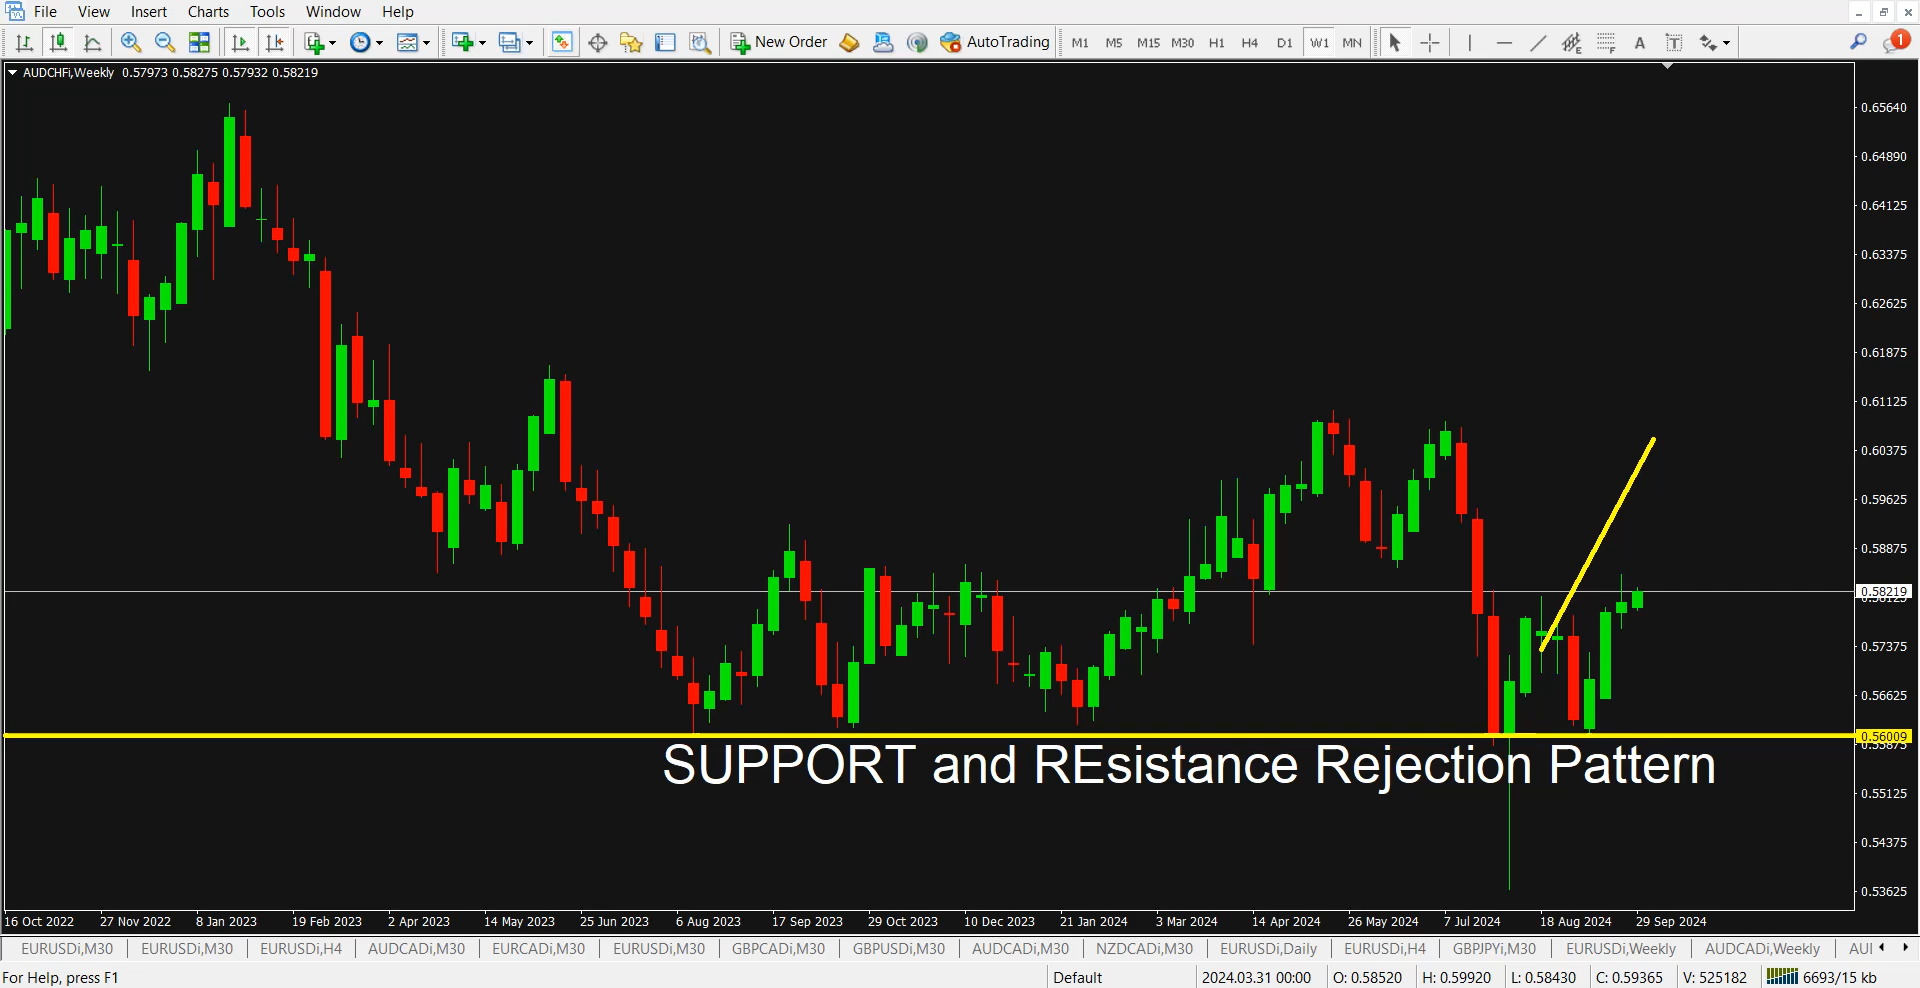 File View Insert Charts Tools Window Help
New Order AutoTrading M1 M5 M15 M30 H1 H4 D1 W1 MN A T 1
AUDCHFi,Weekly 0.57973 0.58275 0.57932 0.58219
0.65640
0.64890
0.64125
0.63375
0.62625
0.61875
0.61125
0.60375
0.59625
0.58875
0.58219
0.57375
0.56625
0.56009
SUPPORT and REsistance Rejection Pattern
0.55125
0.54375
0.53625
16 Oct 2022 27 Nov 2022 8 Jan 2023 19 Feb 2023 2 Apr 2023 14 May 2023 25 Jun 2023 6 Aug 2023 17 Sep 2023 29 Oct 2023 10 Dec 2023 21 Jan 2024 3 Mar 2024 14 Apr 2024 26 May 2024 7 Jul 2024 18 Aug 2024 29 Sep 2024
EURUSDi,M30 EURUSDi,M30 EURUSDi,H4 AUDCADi,M30 EURCADi,M30 EURUSDi,M30 GBPCADi,M30 GBPUSDi,M30 AUDCADi,M30 NZDCADi,M30 EURUSDi,Daily EURUSDi,H4 GBPJPYi,M30 EURUSDi,Weekly AUDCADi,Weekly AUI
For Help, press F1 Default 2024.03.31 00:00 O: 0.58520 H: 0.59920 L: 0.58430 C: 0.59365 V: 525182 6693/15 kb